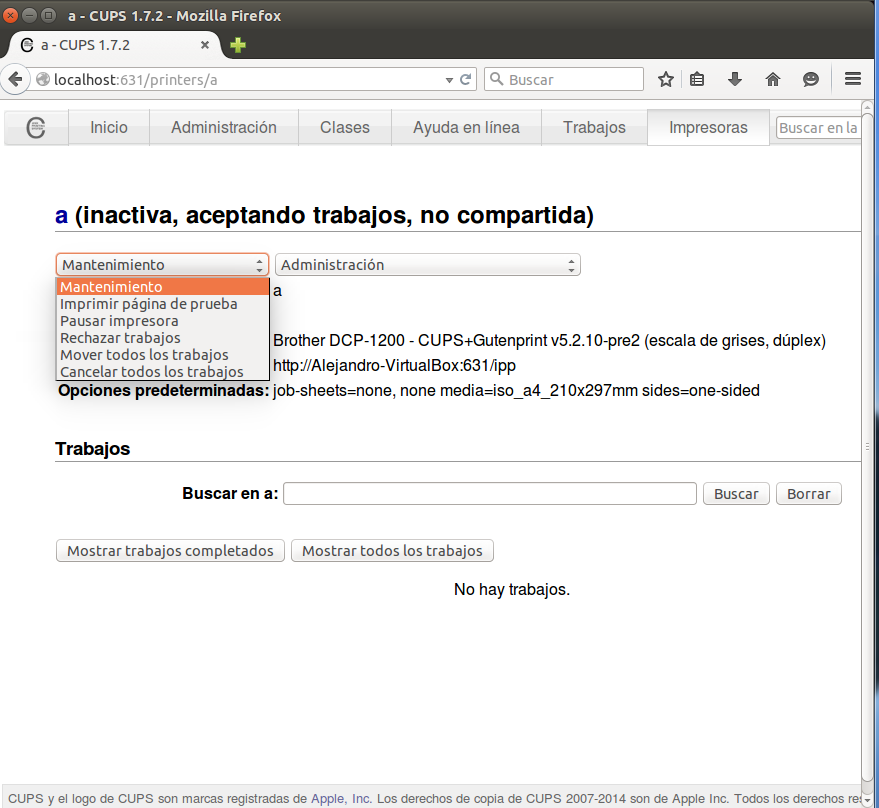 a - CUPS 1.7.2 - Mozilla Firefox
a - CUPS 1.7.2
localhost:631/printers/a
Buscar
Inicio
Administración
Clases
Ayuda en línea
Trabajos
Impresoras
Buscar en la
a (inactiva, aceptando trabajos, no compartida)
Mantenimiento
Administración
Mantenimiento
Imprimir página de prueba
Pausar impresora
Rechazar trabajos
Mover todos los trabajos
Cancelar todos los trabajos
a
Brother DCP-1200 - CUPS+Gutenprint v5.2.10-pre2 (escala de grises, dúplex)
http://Alejandro-VirtualBox:631/ipp
Opciones predeterminadas: job-sheets=none, none media=iso_a4_210x297mm sides=one-sided
Trabajos
Buscar en a:
Buscar
Borrar
Mostrar trabajos completados
Mostrar todos los trabajos
No hay trabajos.
CUPS y el logo de CUPS son marcas registradas de Apple, Inc. Los derechos de copia de CUPS 2007-2014 son de Apple Inc. Todos los derechos